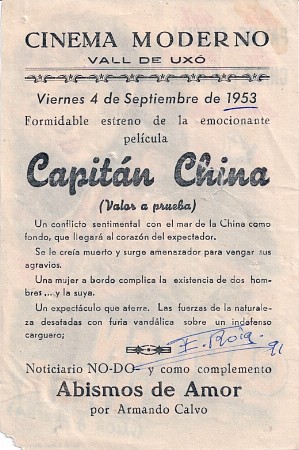 CINEMA MODERNO
VALL DE UXÓ
Viernes 4 de Septiembre de 1953
Formidable estreno de la emocionante
película
Capitán China
(Valor a prueba)
Un conflicto sentimental con el mar de la China como
fondo, que llegará al corazón del expectador.
Se le creía muerto y surge amenazador para vengar sus
agravios.
Una mujer a bordo complica la existencia de dos hom-
bres... y la suya.
Un expectáculo que aterra. Las fuerzas de la naturale-
za desatadas con furia vandálica sobre un indefenso
carguero;
F. Roig
91
Noticiario NO-DO y como complemento
Abismos de Amor
por Armando Calvo